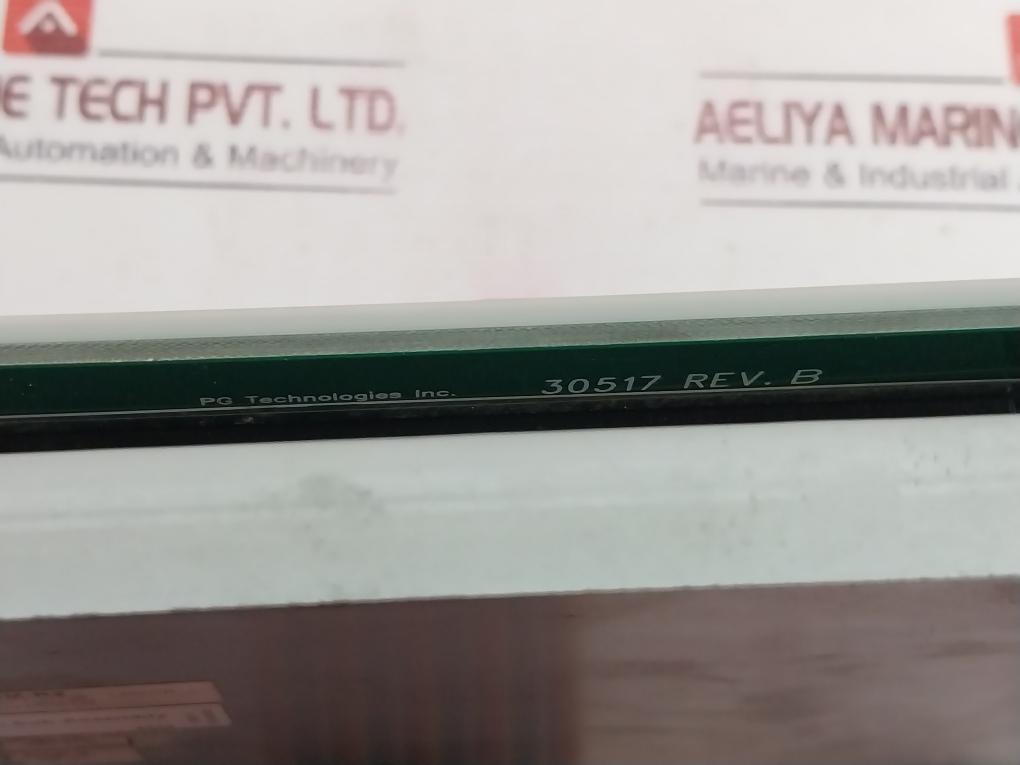 E TECH PVT. LTD.
Automation & Machinery
AELIYA MARIN
Marine & Industrial
PG Technologies Inc.
30517 REV. B